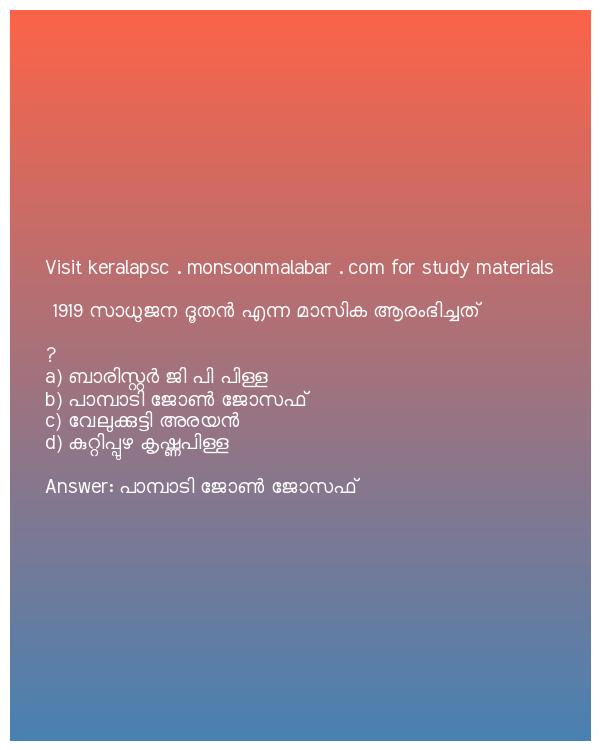 Visit keralapsc . monsoonmalabar . com for study materials
1919 സാധുജന ദൂതൻ എന്ന മാസിക ആരംഭിച്ചത്
?
a) ബാരിസ്റ്റർ ജി പി പിള്ള
b) പാമ്പാടി ജോൺ ജോസഫ്
c) വേലുക്കുട്ടി അരയൻ
d) കുറ്റിപ്പുഴ കൃഷ്ണപിള്ള
Answer: പാമ്പാടി ജോൺ ജോസഫ്